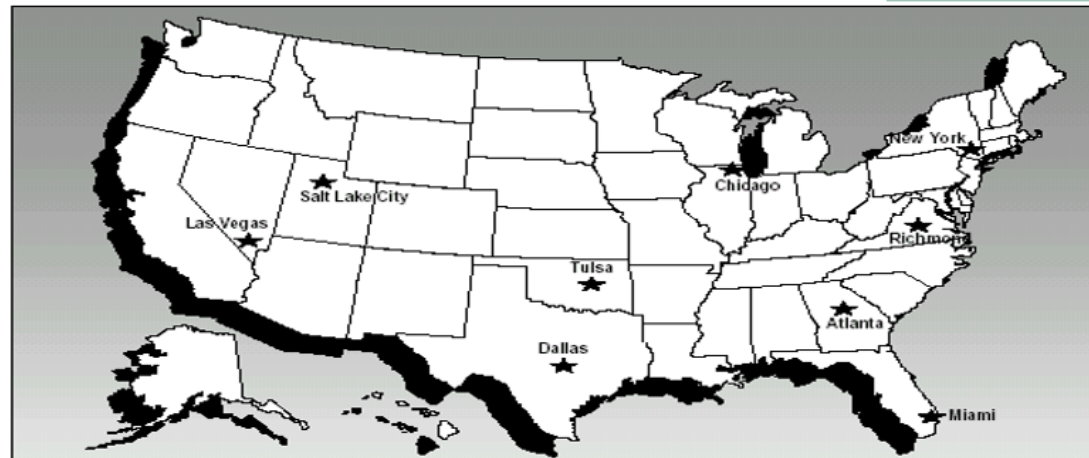 New York
Chicago
Salt Lake City
Las Vegas
Richmond
Tulsa
Atlanta
Dallas
Miami